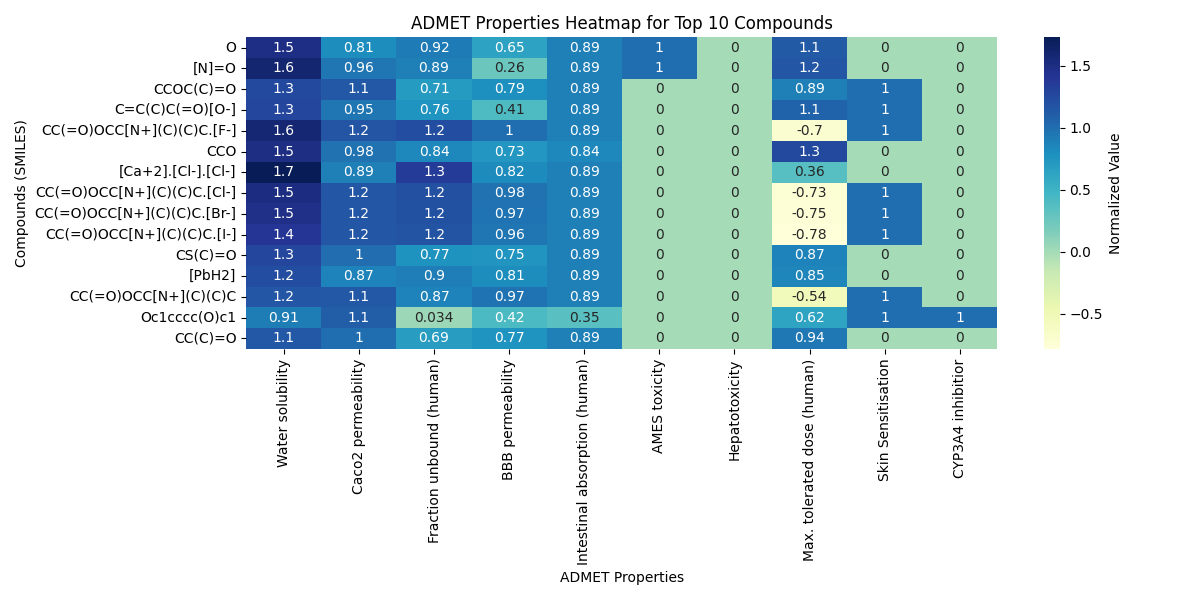 ADMET Properties Heatmap for Top 10 Compounds
Compounds (SMILES)
O 1.5 0.81 0.92 0.65 0.89 1 0 1.1 0 0
[N]=O 1.6 0.96 0.89 0.26 0.89 1 0 1.2 0 0
CCOC(C)=O 1.3 1.1 0.71 0.79 0.89 0 0 0.89 1 0
C=C(C)C(=O)[O-] 1.3 0.95 0.76 0.41 0.89 0 0 1.1 1 0
CC(=O)OCC[N+](C)(C)C.[F-] 1.6 1.2 1.2 1 0.89 0 0 -0.7 1 0
CCO 1.5 0.98 0.84 0.73 0.84 0 0 1.3 0 0
[Ca+2].[Cl-].[Cl-] 1.7 0.89 1.3 0.82 0.89 0 0 0.36 0 0
CC(=O)OCC[N+](C)(C)C.[Cl-] 1.5 1.2 1.2 0.98 0.89 0 0 -0.73 1 0
CC(=O)OCC[N+](C)(C)C.[Br-] 1.5 1.2 1.2 0.97 0.89 0 0 -0.75 1 0
CC(=O)OCC[N+](C)(C)C.[I-] 1.4 1.2 1.2 0.96 0.89 0 0 -0.78 1 0
CS(C)=O 1.3 1 0.77 0.75 0.89 0 0 0.87 0 0
[PbH2] 1.2 0.87 0.9 0.81 0.89 0 0 0.85 0 0
CC(=O)OCC[N+](C)(C)C 1.2 1.1 0.87 0.97 0.89 0 0 -0.54 1 0
Oc1cccc(O)c1 0.91 1.1 0.034 0.42 0.35 0 0 0.62 1 1
CC(C)=O 1.1 1 0.69 0.77 0.89 0 0 0.94 0 0
Water solubility
Caco2 permeability
Fraction unbound (human)
BBB permeability
Intestinal absorption (human)
AMES toxicity
Hepatotoxicity
Max. tolerated dose (human)
Skin Sensitisation
CYP3A4 inhibitior
ADMET Properties
1.5
1.0
0.5
0.0
−0.5
Normalized Value